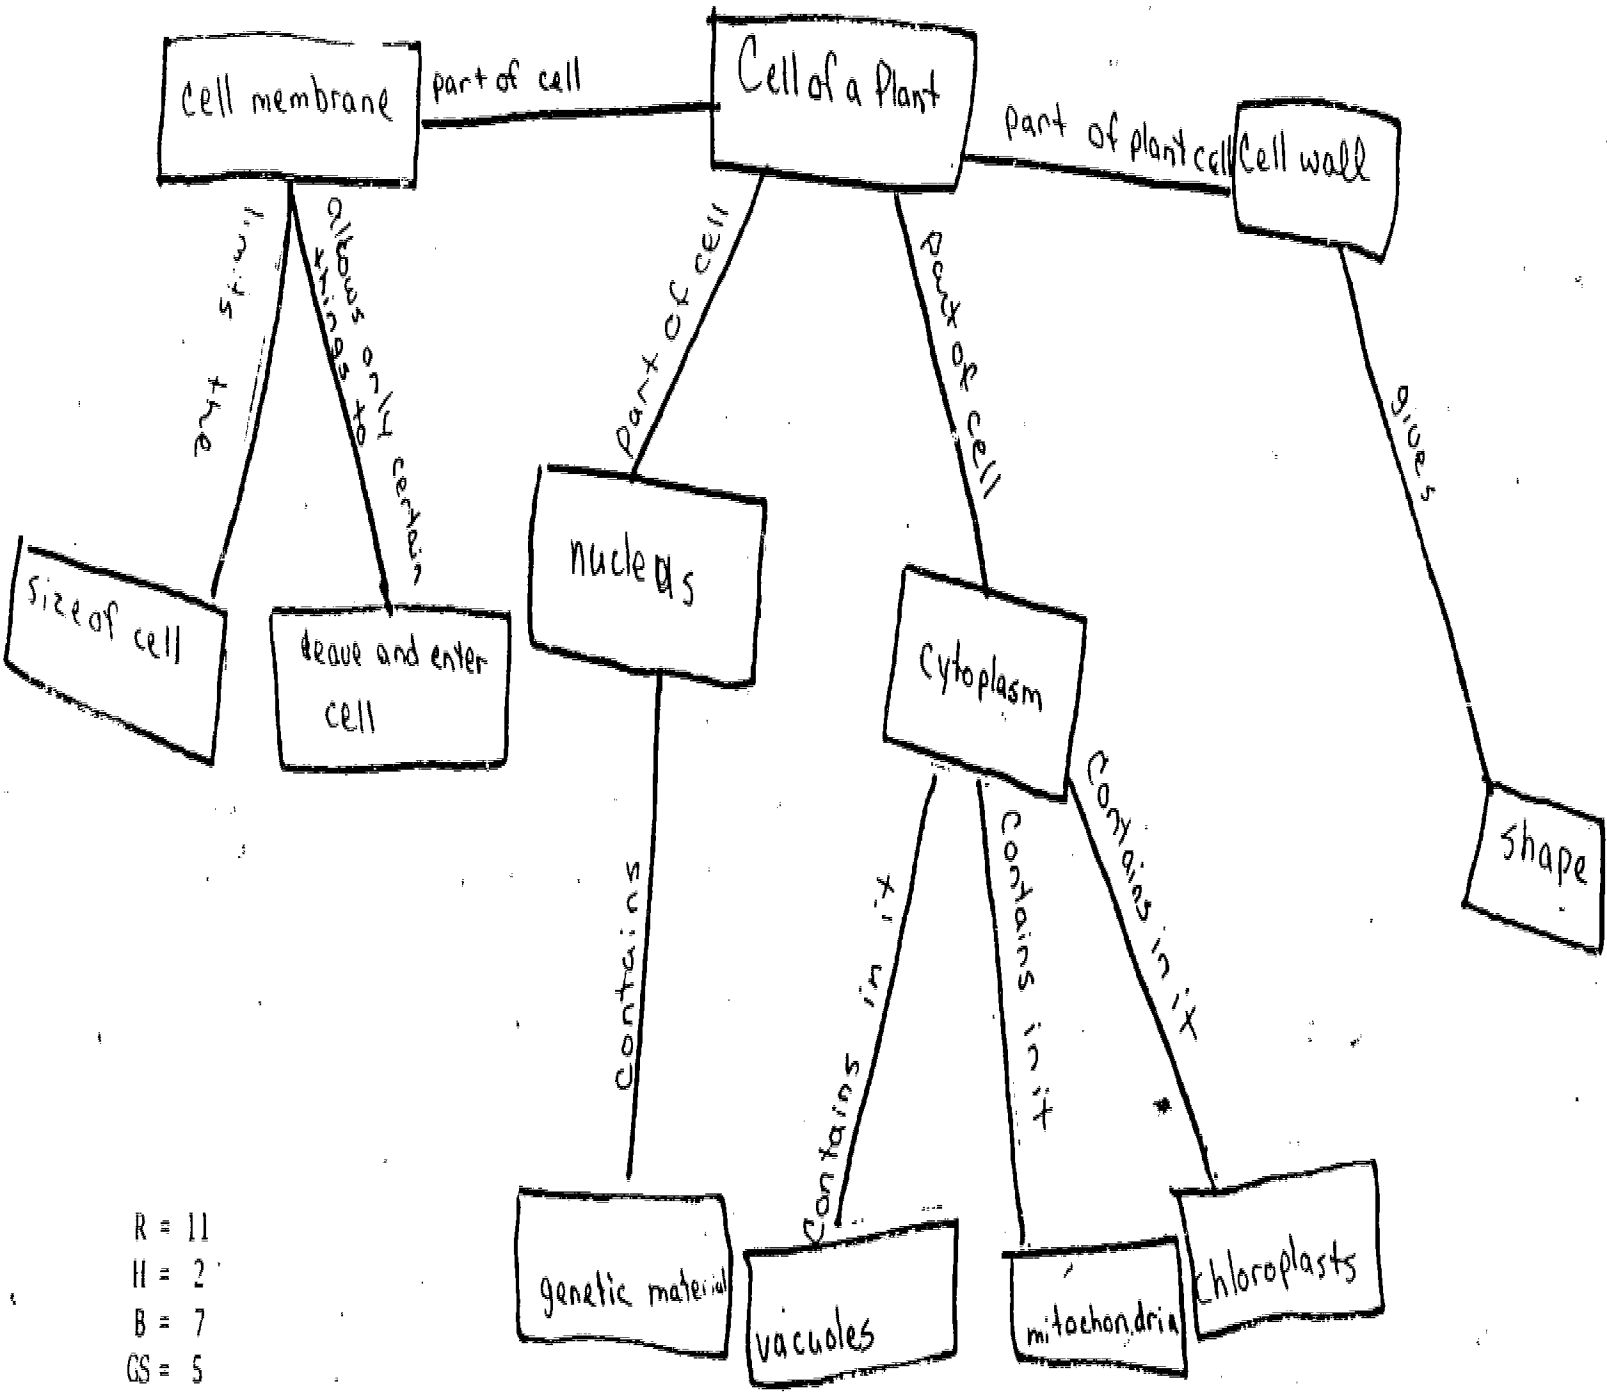 Cell membrane
part of cell
Cell of a Plant
part of plant cell
Cell wall
limits the
allows only certain
things to
part of cell
part of cell
gives
size of cell
leave and enter
cell
nucleus
cytoplasm
shape
contains
contains in it
contains in it
contains in it
genetic material
vacuoles
mitochondria
chloroplasts
R = 11
H = 2
B = 7
GS = 5